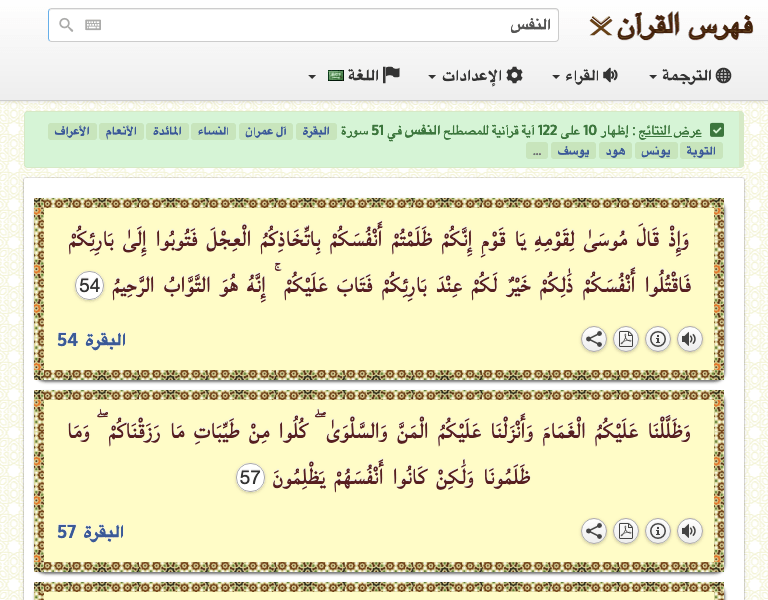 فهرس القرآن
النفس
الترجمة القراء الإعدادات اللغة
عرض النتائج : إظهار 10 على 122 آية قرآنية للمصطلح النفس في 51 سورة البقرة آل عمران النساء المائدة الأنعام الأعراف
التوبة يونس هود يوسف ...
وَإِذْ قَالَ مُوسَىٰ لِقَوْمِهِ يَا قَوْمِ إِنَّكُمْ ظَلَمْتُمْ أَنْفُسَكُمْ بِاتِّخَاذِكُمُ الْعِجْلَ فَتُوبُوا إِلَىٰ بَارِئِكُمْ
فَاقْتُلُوا أَنْفُسَكُمْ ذَٰلِكُمْ خَيْرٌ لَكُمْ عِنْدَ بَارِئِكُمْ فَتَابَ عَلَيْكُمْ ۚ إِنَّهُ هُوَ التَّوَّابُ الرَّحِيمُ 54
البقرة 54
وَظَلَّلْنَا عَلَيْكُمُ الْغَمَامَ وَأَنْزَلْنَا عَلَيْكُمُ الْمَنَّ وَالسَّلْوَىٰ ۖ كُلُوا مِنْ طَيِّبَاتِ مَا رَزَقْنَاكُمْ ۖ وَمَا
ظَلَمُونَا وَلَٰكِنْ كَانُوا أَنْفُسَهُمْ يَظْلِمُونَ 57
البقرة 57